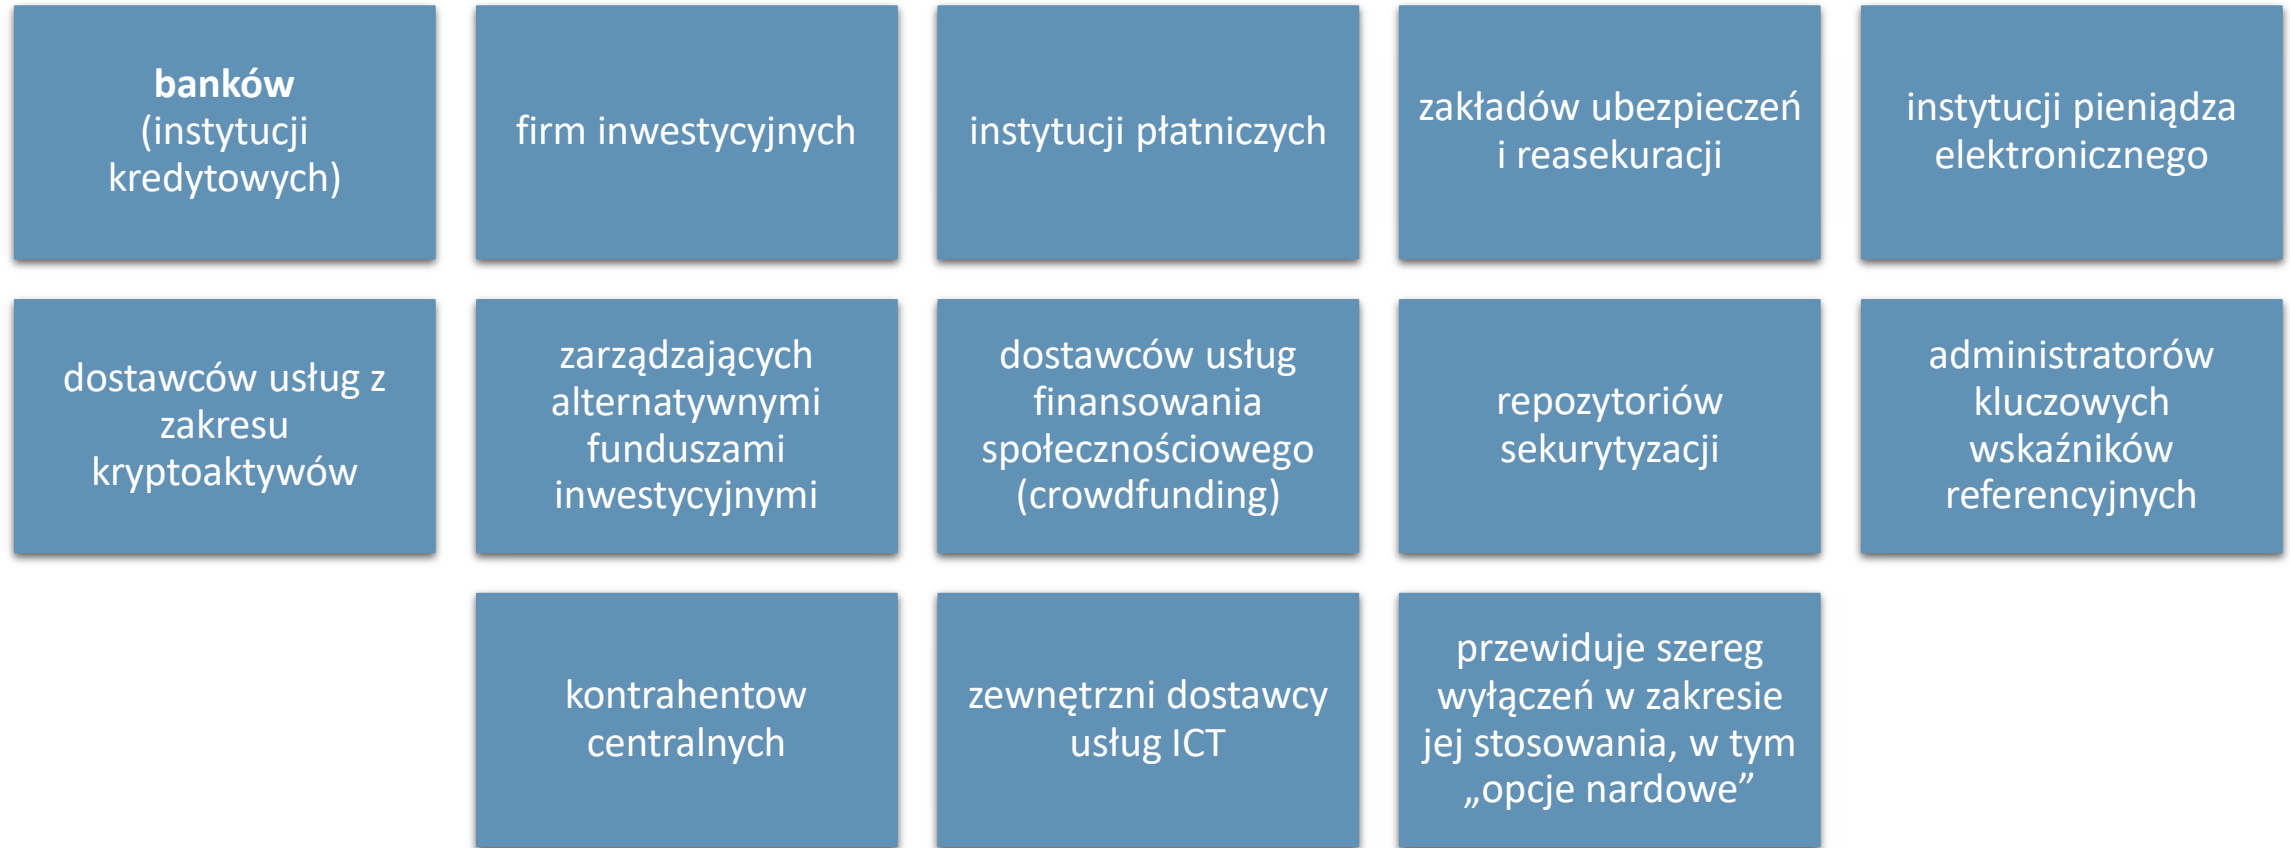 banków
(instytucji
kredytowych)
firm inwestycyjnych
instytucji płatniczych
zakładów ubezpieczeń
i reasekuracji
instytucji pieniądza
elektronicznego
dostawców usług z
zakresu
kryptoaktywów
zarządzających
alternatywnymi
funduszami
inwestycyjnymi
dostawców usług
finansowania
społecznościowego
(crowdfunding)
repozytoriów
sekurytyzacji
administratorów
kluczowych
wskaźników
referencyjnych
kontrahentow
centralnych
zewnętrzni dostawcy
usług ICT
przewiduje szereg
wyłączeń w zakresie
jej stosowania, w tym
„opcje nardowe”